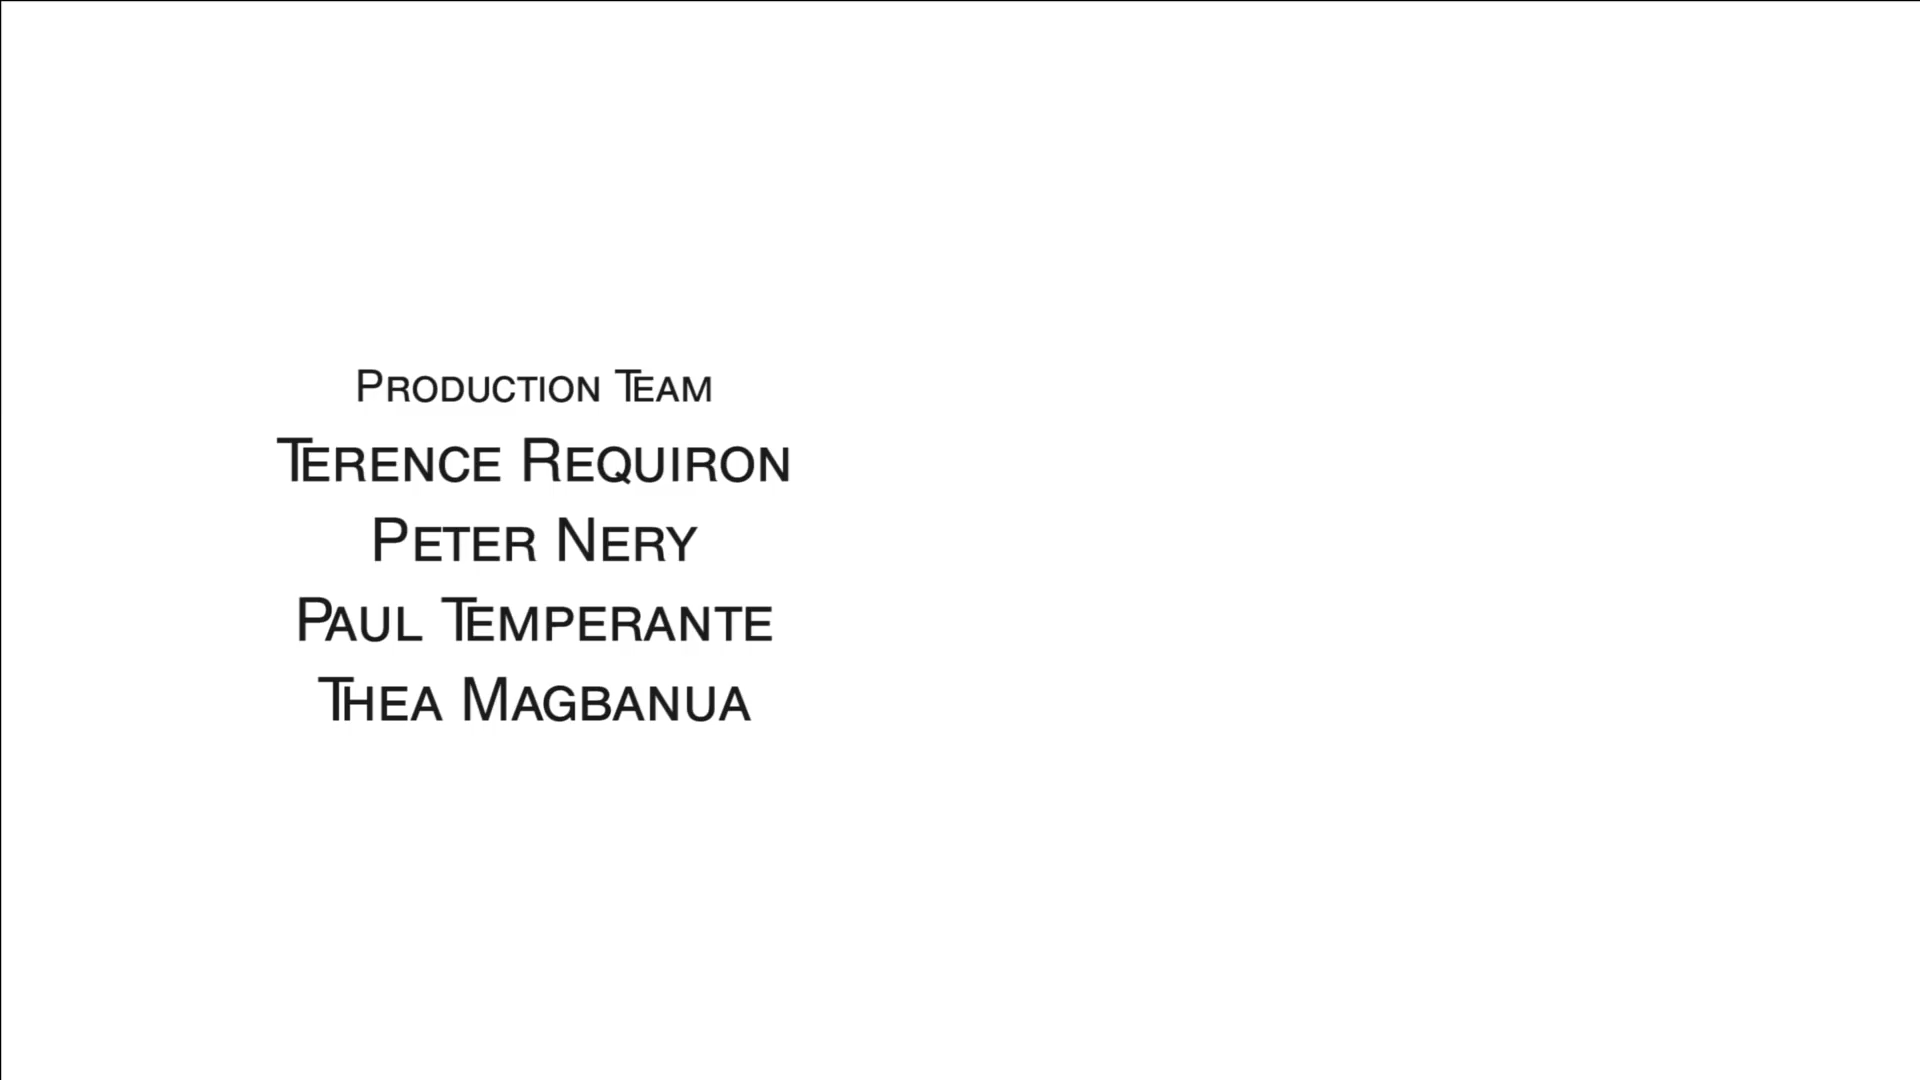 Production Team
Terence Requiron
Peter Nery
Paul Temperante
Thea Magbanua